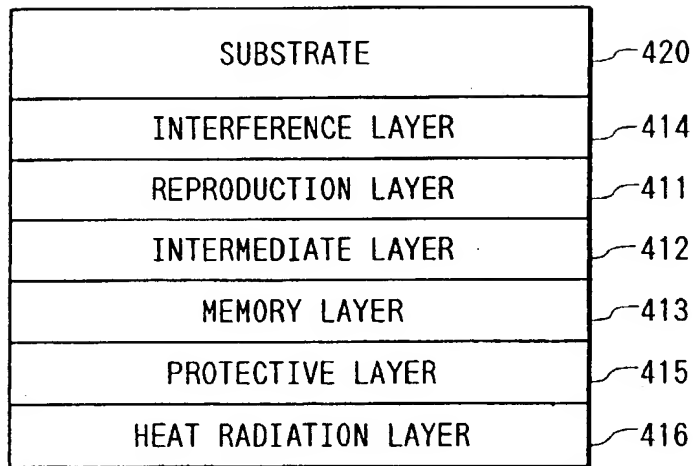 SUBSTRATE 420
INTERFERENCE LAYER 414
REPRODUCTION LAYER 411
INTERMEDIATE LAYER 412
MEMORY LAYER 413
PROTECTIVE LAYER 415
HEAT RADIATION LAYER 416